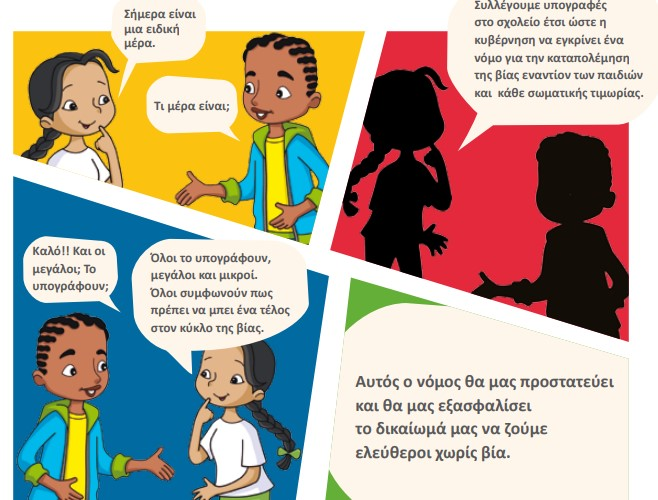 Σήμερα είναι
μια ειδική
μέρα.
Τι μέρα είναι;
Συλλέγουμε υπογραφές
στο σχολείο έτσι ώστε η
κυβέρνηση να εγκρίνει ένα
νόμο για την καταπολέμηση
της βίας εναντίον των παιδιών
και κάθε σωματικής τιμωρίας.
Καλό!! Και οι
μεγάλοι; Το
υπογράφουν;
Όλοι το υπογράφουν,
μεγάλοι και μικροί.
Όλοι συμφωνούν πως
πρέπει να μπει ένα τέλος
στον κύκλο της βίας.
Αυτός ο νόμος θα μας προστατεύει
και θα μας εξασφαλίσει
το δικαίωμά μας να ζούμε
ελεύθεροι χωρίς βία.